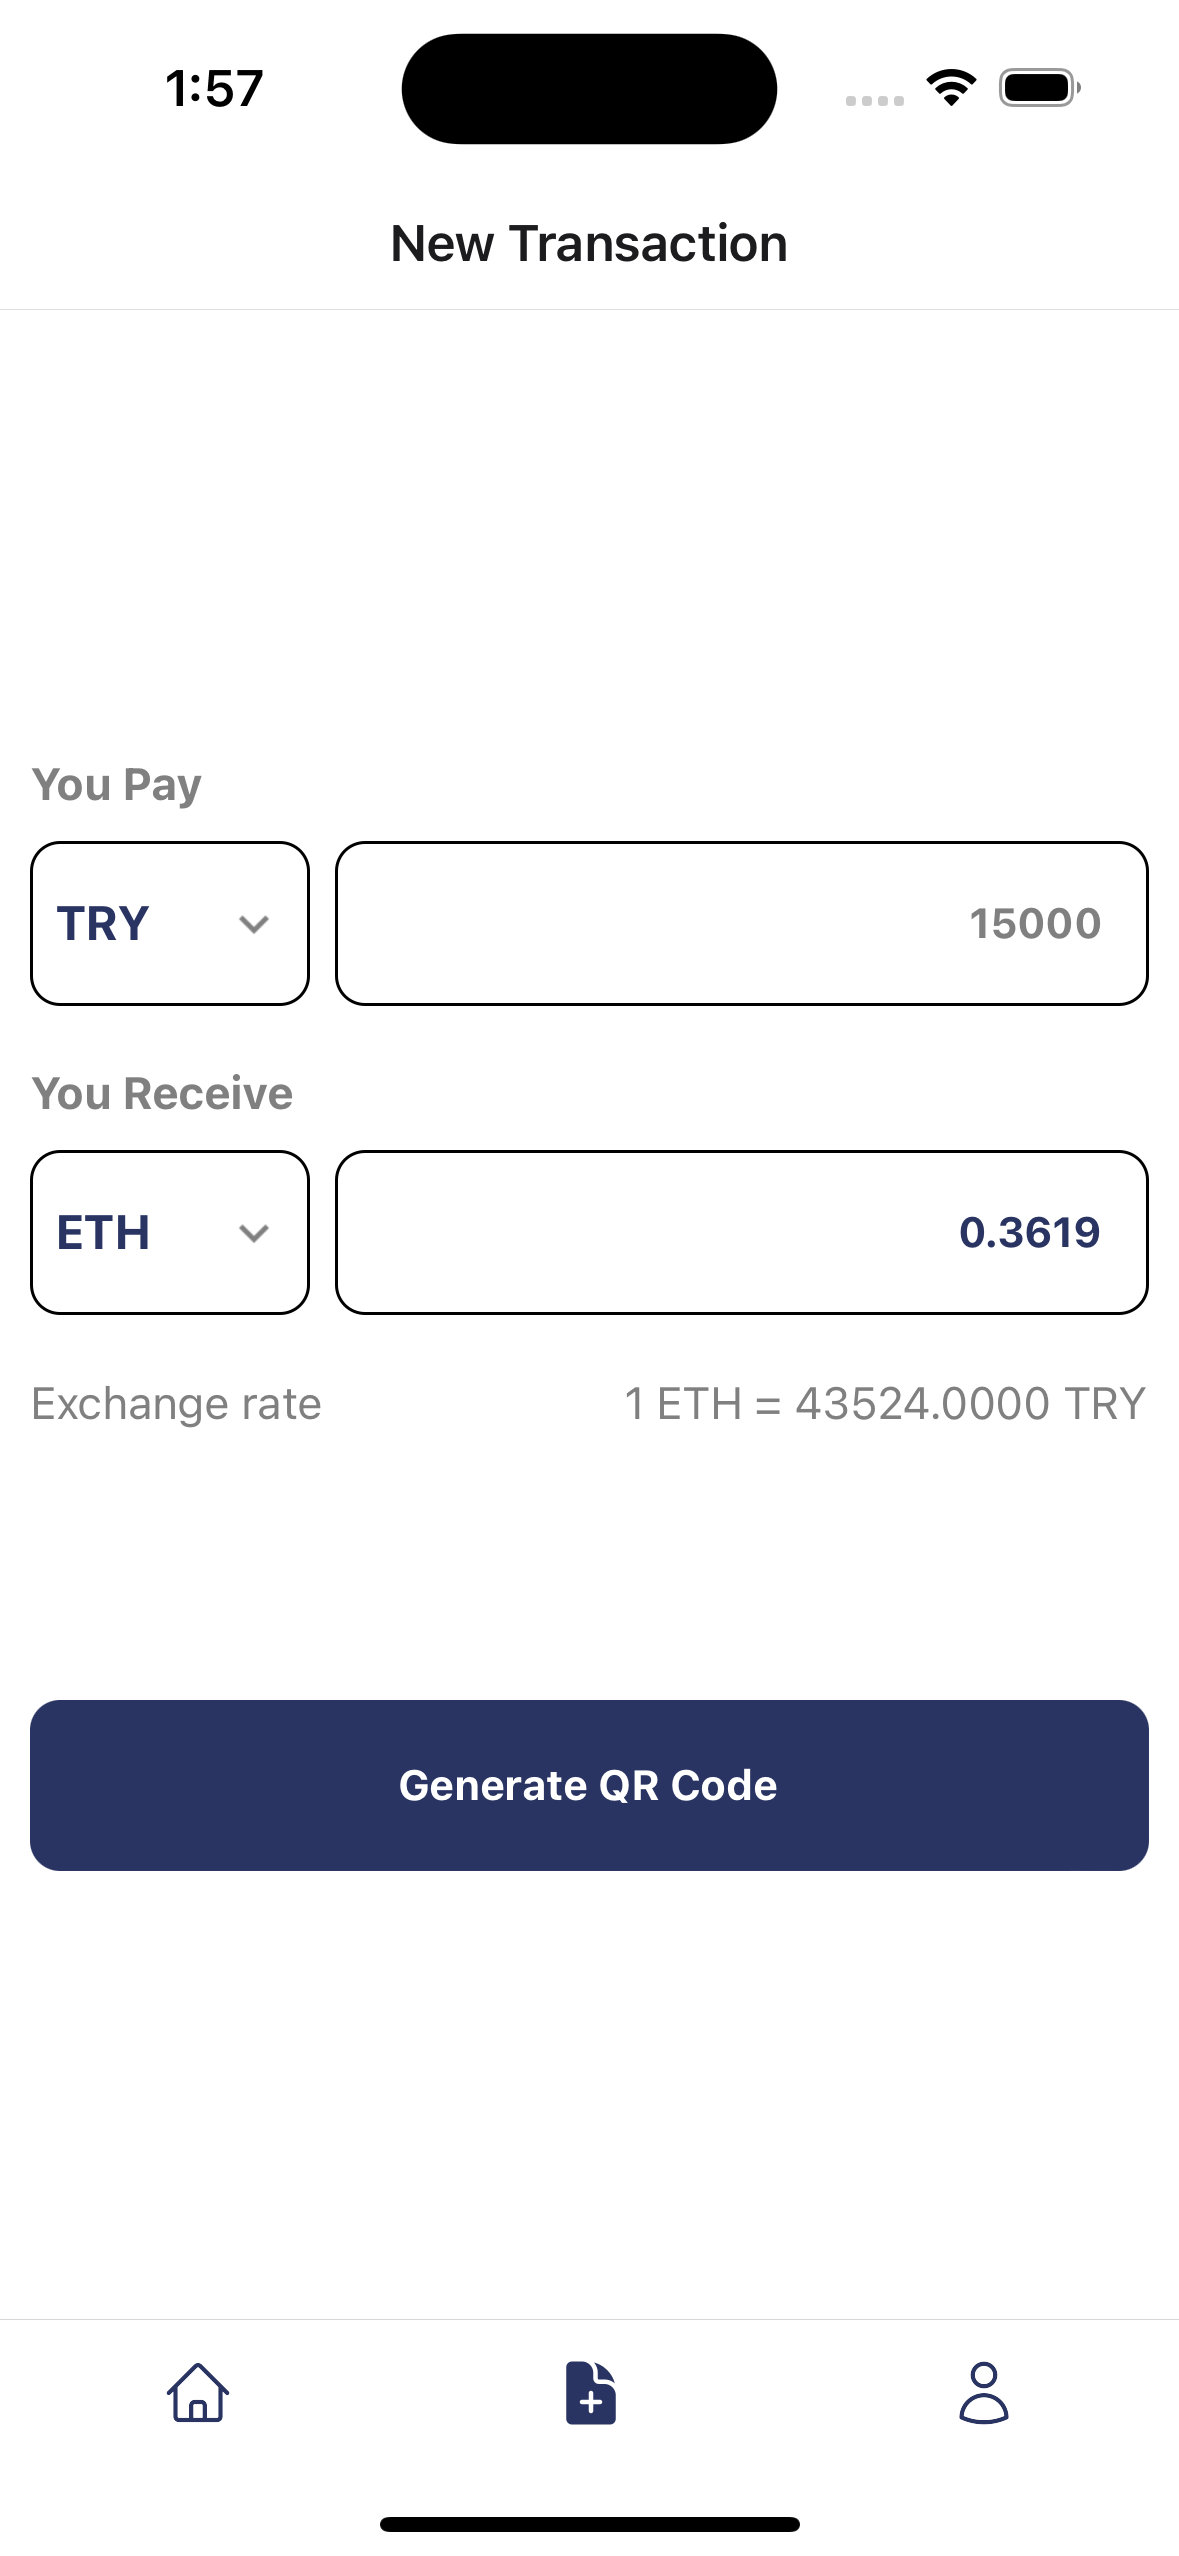 1:57
New Transaction
You Pay
TRY 15000
You Receive
ETH 0.3619
Exchange rate 1 ETH = 43524.0000 TRY
Generate QR Code